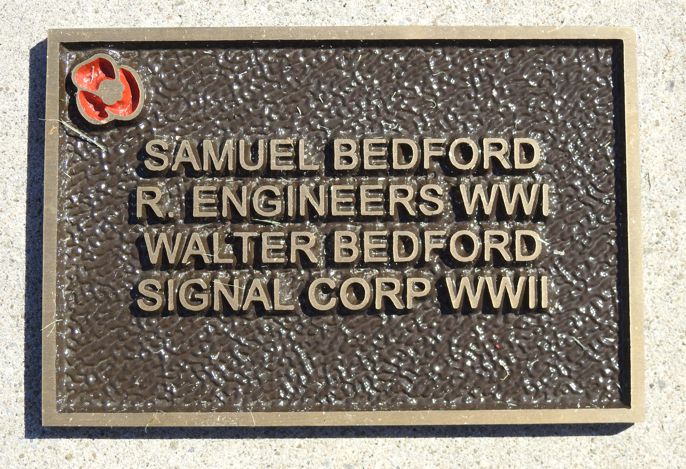 SAMUEL BEDFORD
R. ENGINEERS WWI
WALTER BEDFORD
SIGNAL CORP WWII